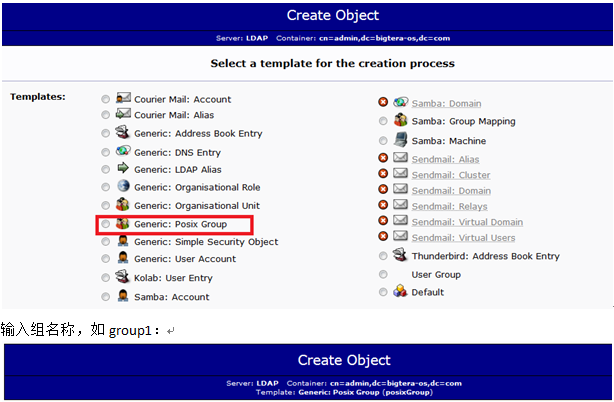 Create Object
Server: LDAP Container: cn=admin,dc=bigtera-os,dc=com
Select a template for the creation process
Templates:
Courier Mail: Account
Courier Mail: Alias
Generic: Address Book Entry
Generic: DNS Entry
Generic: LDAP Alias
Generic: Organisational Role
Generic: Organisational Unit
Generic: Posix Group
Generic: Simple Security Object
Generic: User Account
Kolab: User Entry
Samba: Account
Samba: Domain
Samba: Group Mapping
Samba: Machine
Sendmail: Alias
Sendmail: Cluster
Sendmail: Domain
Sendmail: Relays
Sendmail: Virtual Domain
Sendmail: Virtual Users
Thunderbird: Address Book Entry
User Group
Default
输入组名称，如 group1：
Create Object
Server: LDAP Container: cn=admin,dc=bigtera-os,dc=com
Template: Generic: Posix Group (posixGroup)